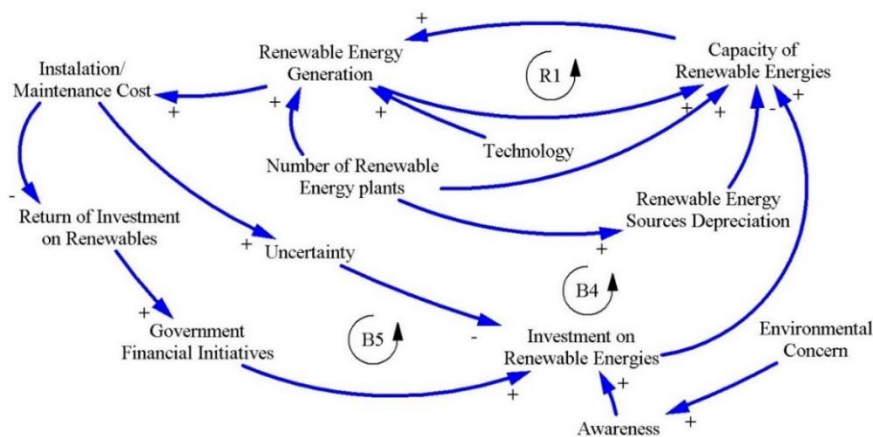 +
Renewable Energy
Generation
R1
Capacity of
Renewable Energies
Instalation/
Maintenance Cost
+
+
+
+
+
-
+
Technology
Number of Renewable
Energy plants
Renewable Energy
Sources Depreciation
-
Return of Investment
on Renewables
+
Uncertainty
+
B4
+
Government
Financial Initiatives
B5
-
Investment on
Renewable Energies
Environmental
Concern
+
+
Awareness
+